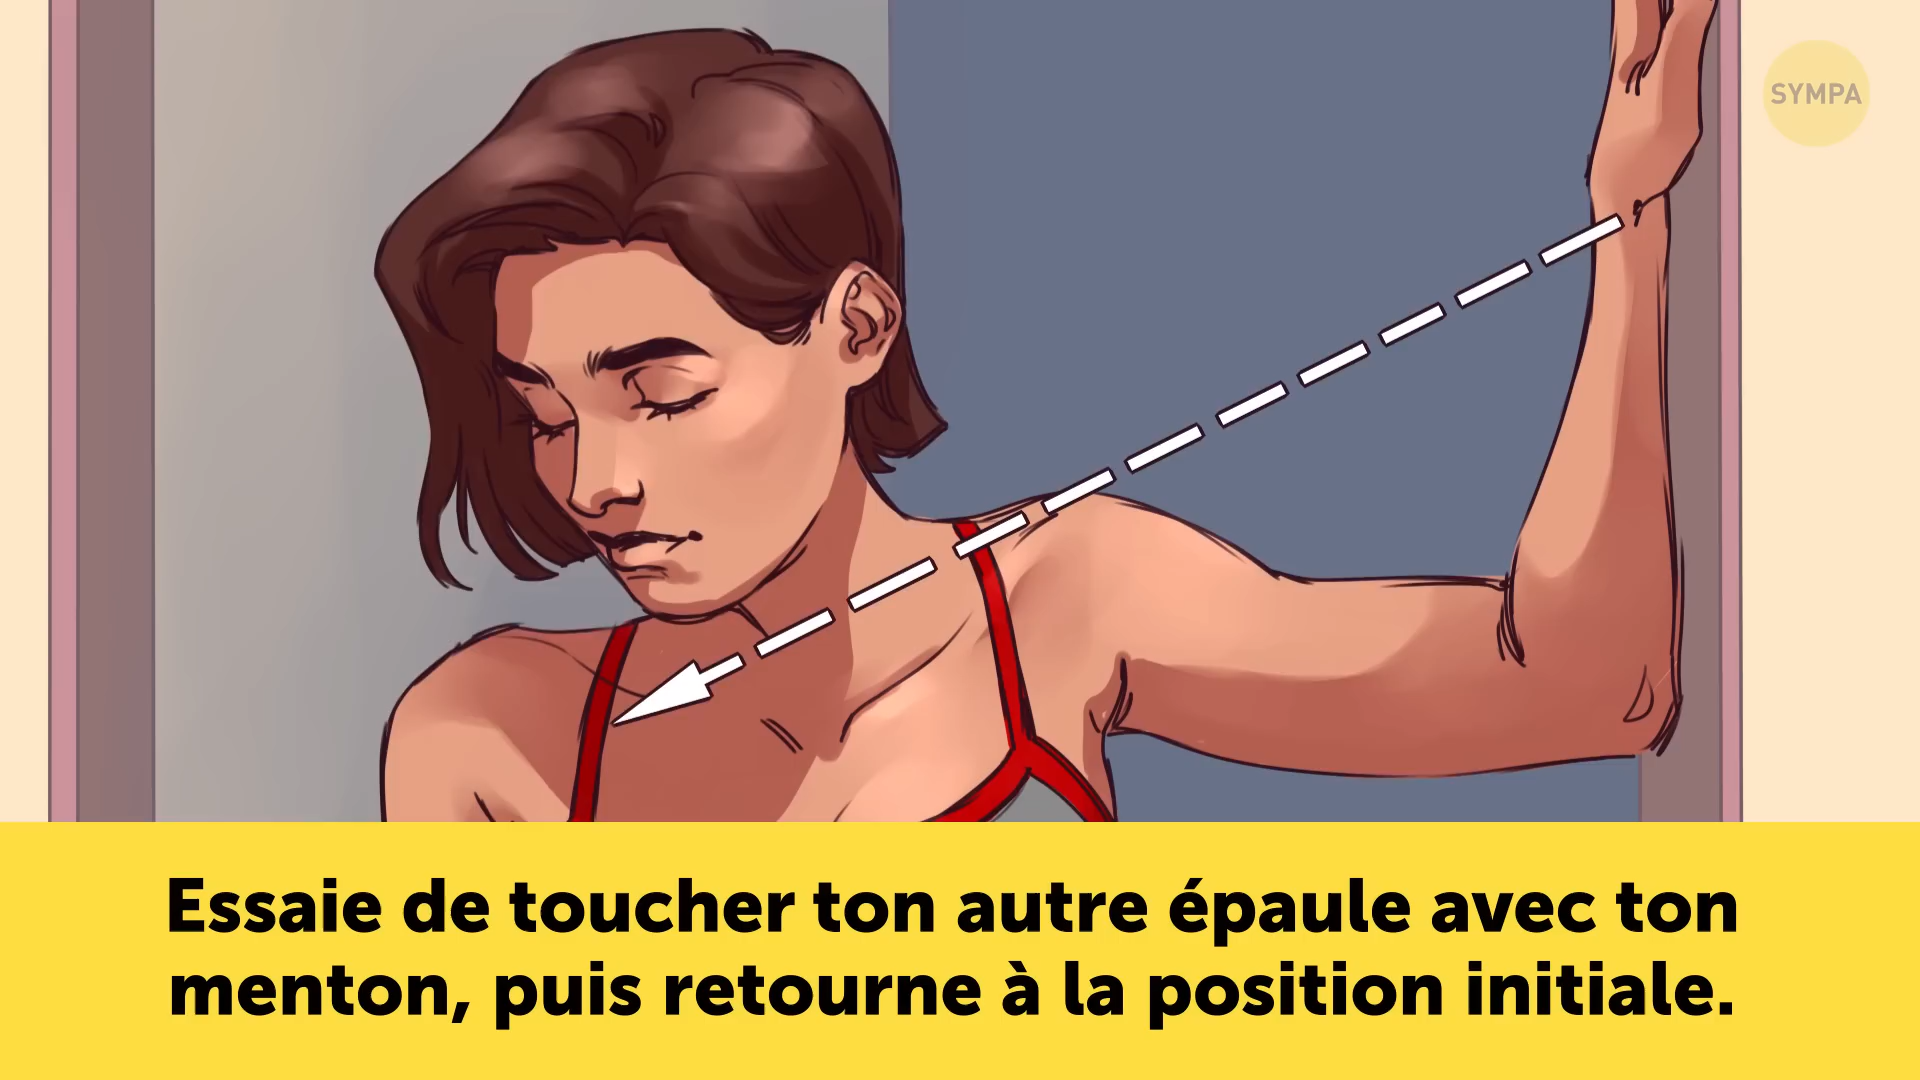 SYMPA
Essaie de toucher ton autre épaule avec ton
menton, puis retourne à la position initiale.